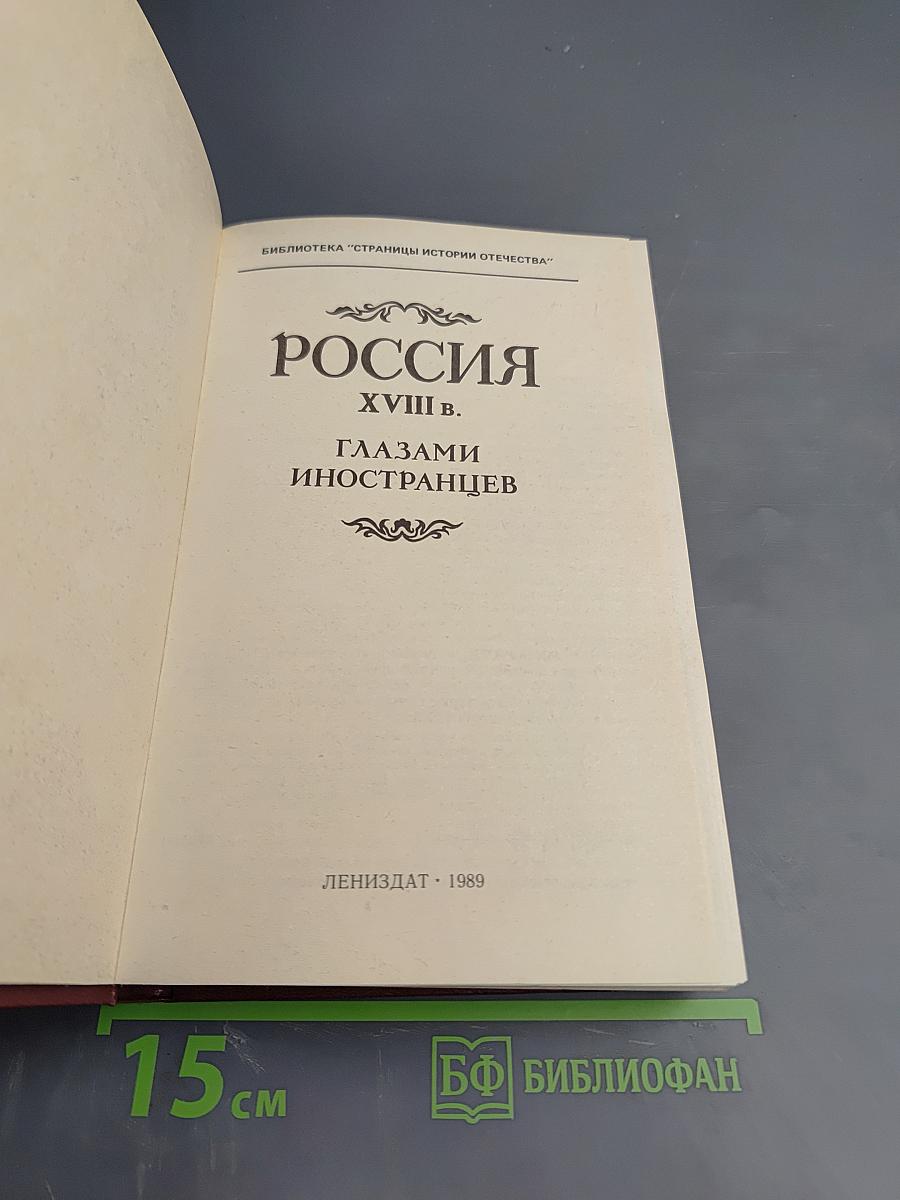 БИБЛИОТЕКА "СТРАНИЦЫ ИСТОРИИ ОТЕЧЕСТВА"
РОССИЯ
XVIII в.
ГЛАЗАМИ
ИНОСТРАНЦЕВ
ЛЕНИЗДАТ · 1989
15 см
БФ БИБЛИОФАН